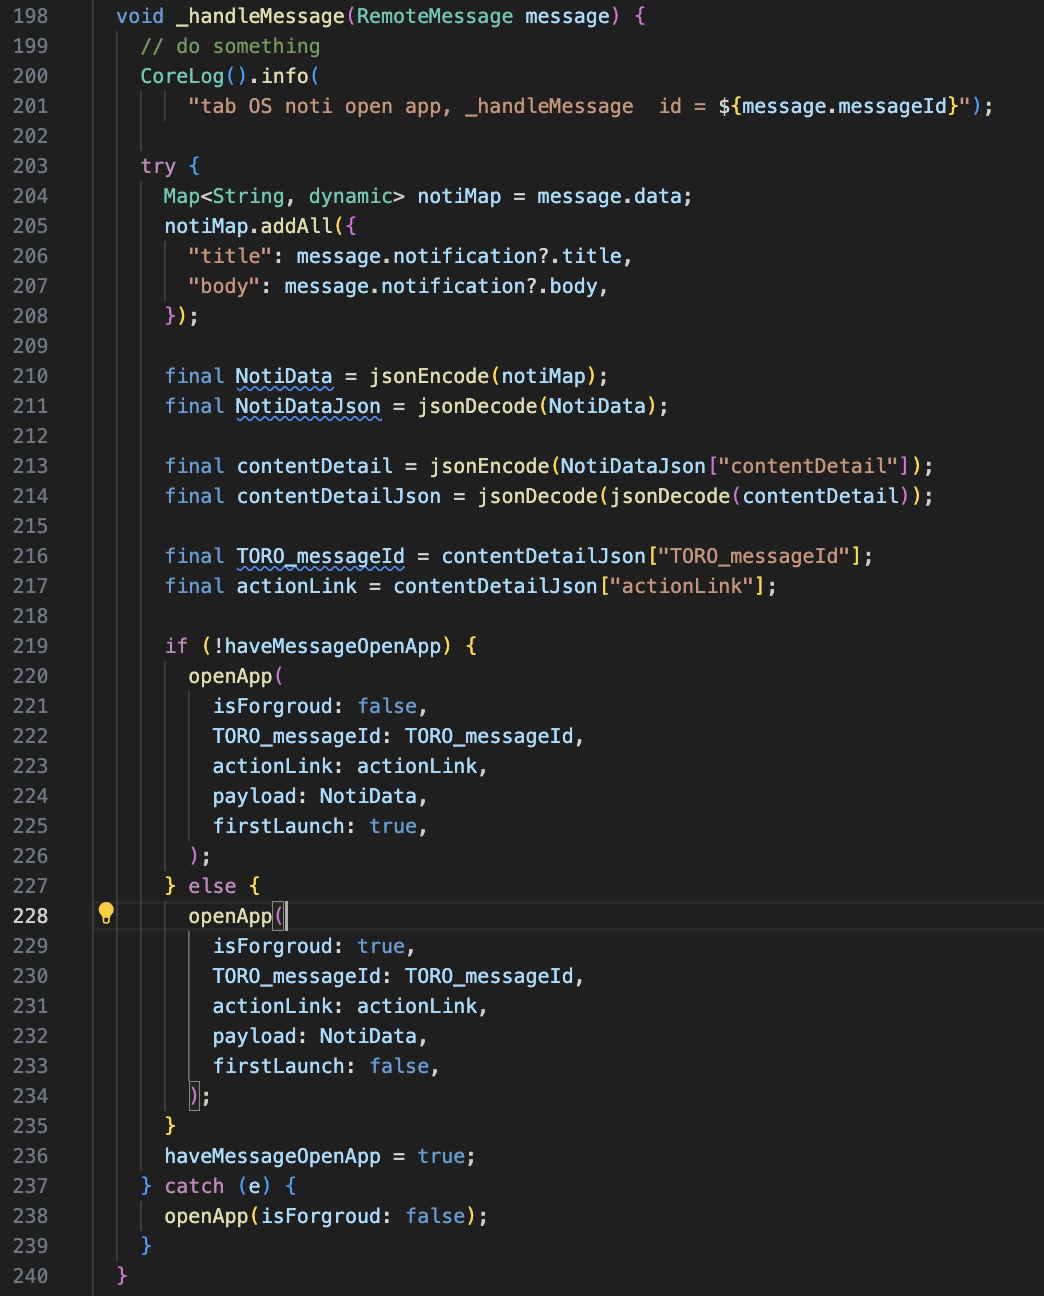 198 void _handleMessage(RemoteMessage message) {
199 // do something
200 CoreLog().info(
201 "tab OS noti open app, _handleMessage  id = ${message.messageId}");
202
203 try {
204 Map<String, dynamic> notiMap = message.data;
205 notiMap.addAll({
206 "title": message.notification?.title,
207 "body": message.notification?.body,
208 });
209
210 final NotiData = jsonEncode(notiMap);
211 final NotiDataJson = jsonDecode(NotiData);
212
213 final contentDetail = jsonEncode(NotiDataJson["contentDetail"]);
214 final contentDetailJson = jsonDecode(jsonDecode(contentDetail));
215
216 final TORO_messageId = contentDetailJson["TORO_messageId"];
217 final actionLink = contentDetailJson["actionLink"];
218
219 if (!haveMessageOpenApp) {
220 openApp(
221 isForgroud: false,
222 TORO_messageId: TORO_messageId,
223 actionLink: actionLink,
224 payload: NotiData,
225 firstLaunch: true,
226 );
227 } else {
228 openApp(
229 isForgroud: true,
230 TORO_messageId: TORO_messageId,
231 actionLink: actionLink,
232 payload: NotiData,
233 firstLaunch: false,
234 );
235 }
236 haveMessageOpenApp = true;
237 } catch (e) {
238 openApp(isForgroud: false);
239 }
240 }